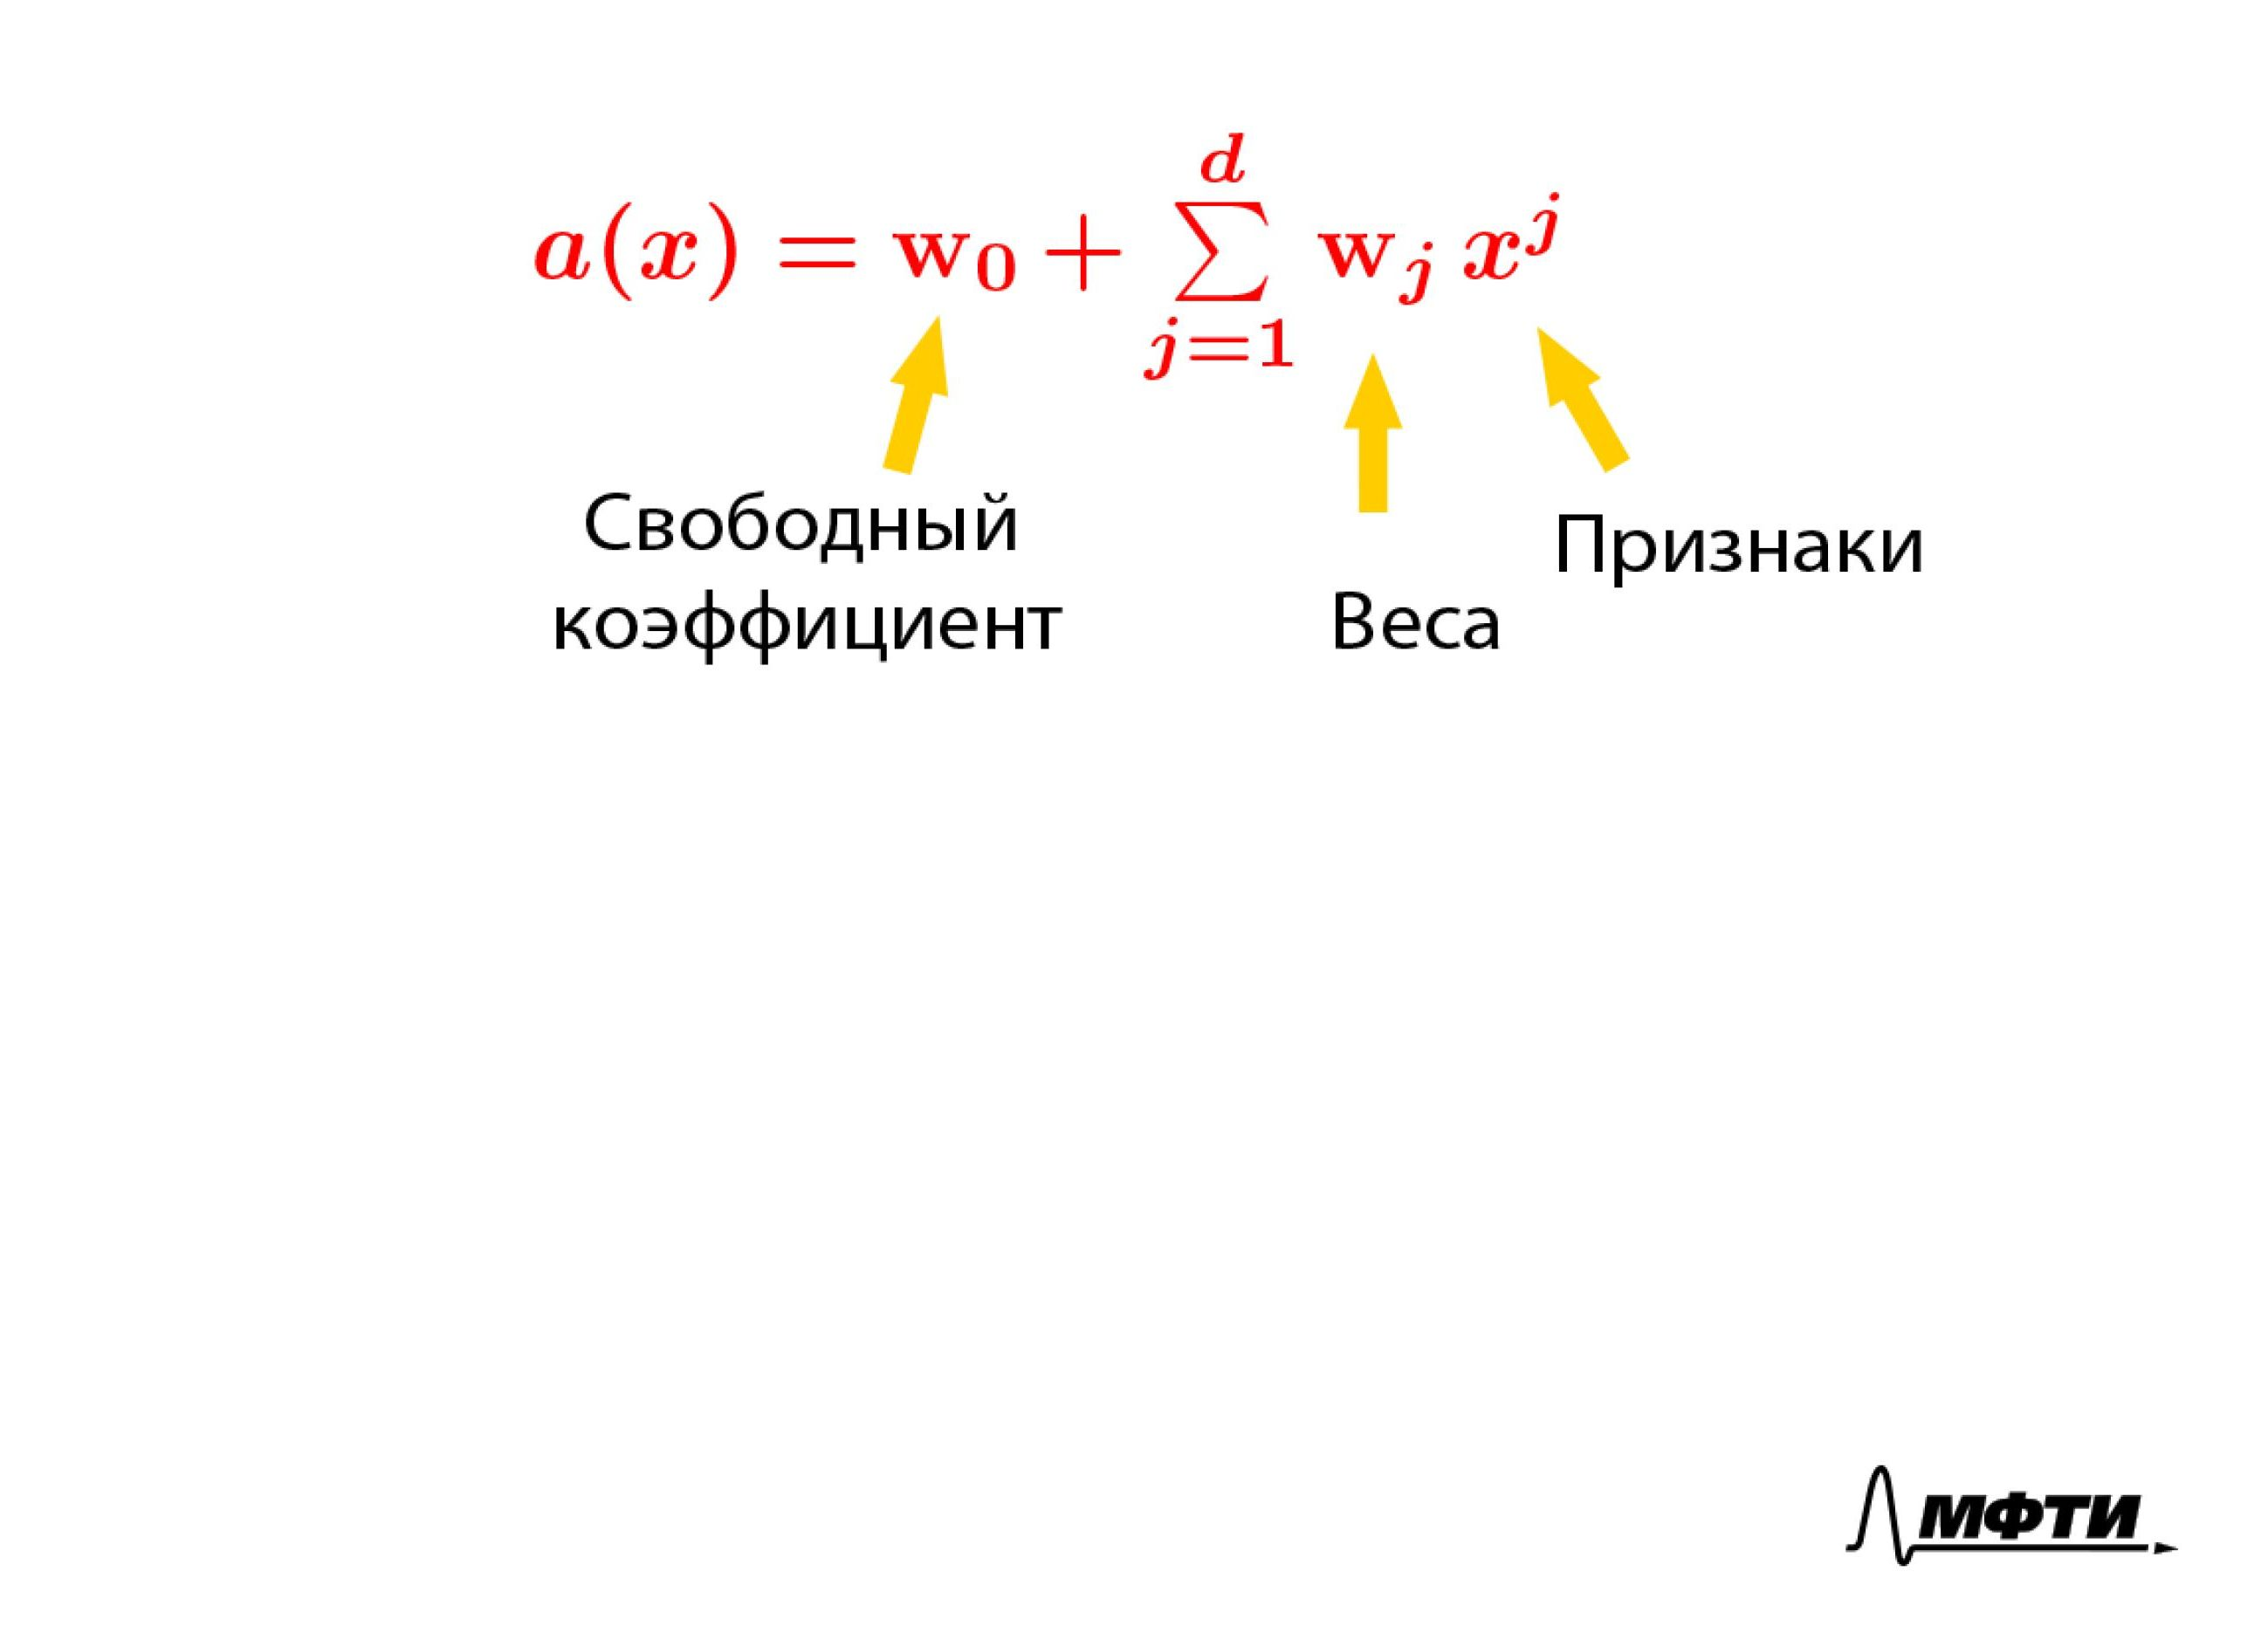 a(x) = w₀ + ∑_{j=1}^{d} w_j x^j
Свободный
коэффициент
Веса
Признаки
МФТИ